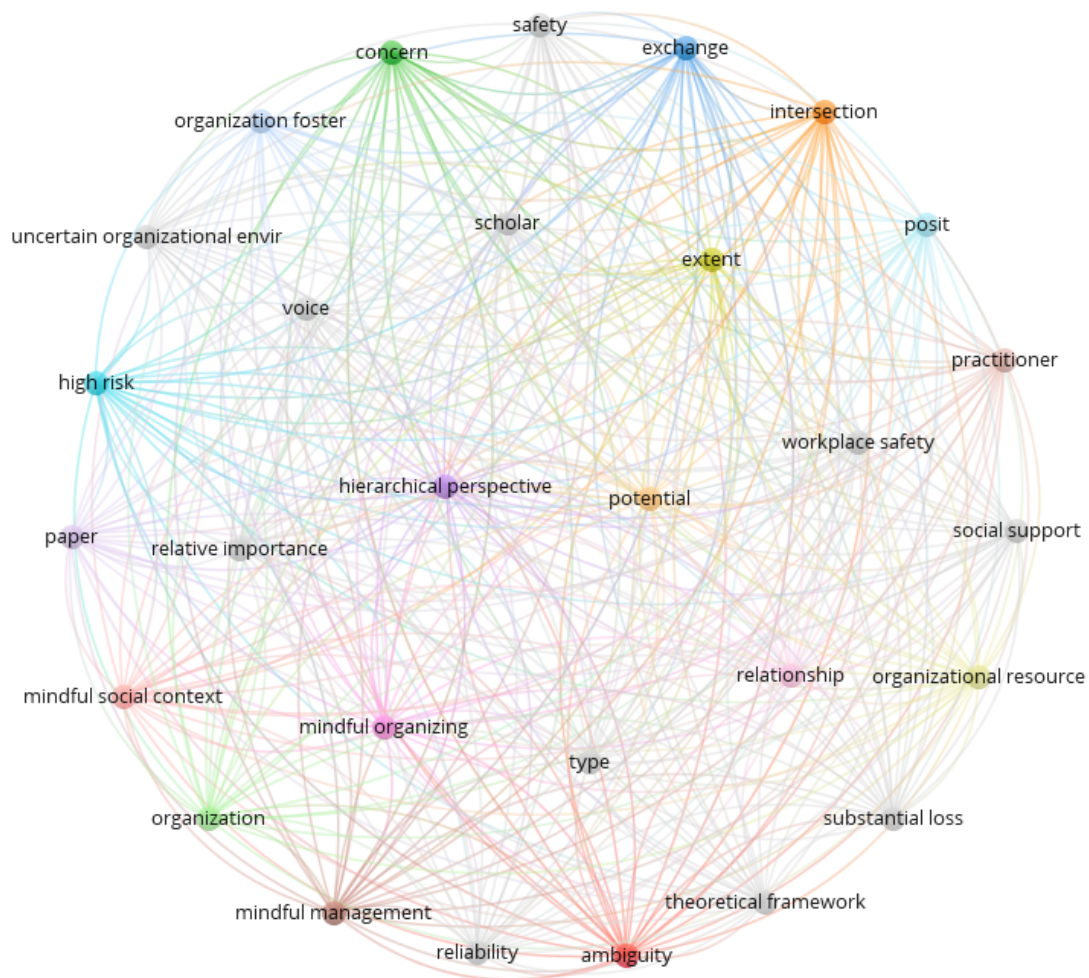 safety
concern
exchange
intersection
organization foster
scholar
posit
uncertain organizational envir
extent
voice
practitioner
high risk
workplace safety
hierarchical perspective
potential
social support
paper
relative importance
relationship
organizational resource
mindful social context
mindful organizing
type
organization
substantial loss
theoretical framework
mindful management
reliability
ambiguity